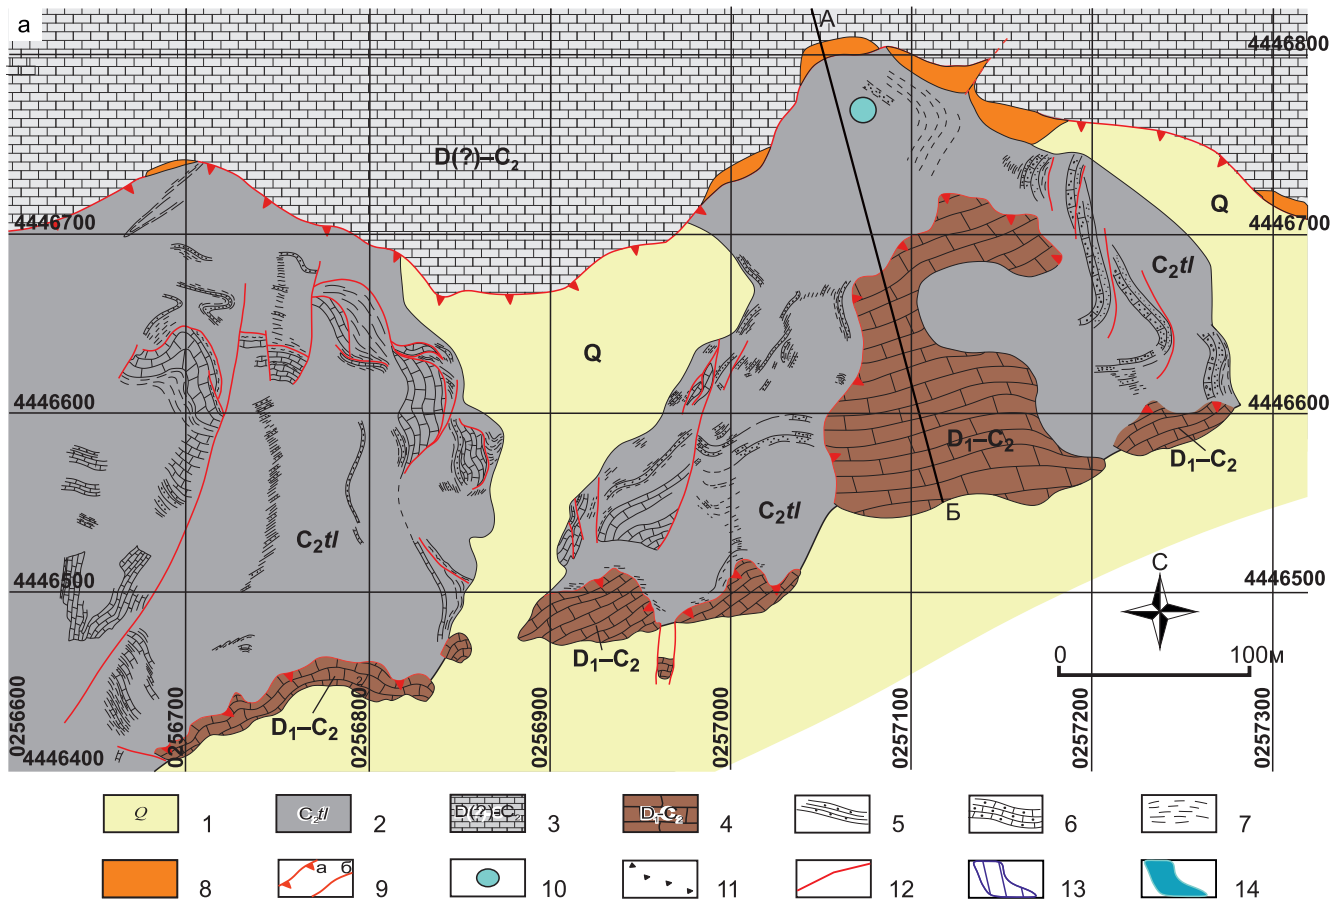 а
А
4446800
D(?)–C₂
4446700
Q
4446700
C₂tl
Q
4446600
4446600
D₁–C₂
D₁–C₂
C₂tl
Б
C₂tl
4446500
4446500
С
D₁–C₂
0
100м
D₁–C₂
0256600
0256700
0256800
0256900
0257000
0257100
0257200
0257300
4446400
Q 1
C₂tl 2
D(?)–C₂ 3
D₁–C₂ 4
5
6
7
8
а б 9
10
11
12
13
14